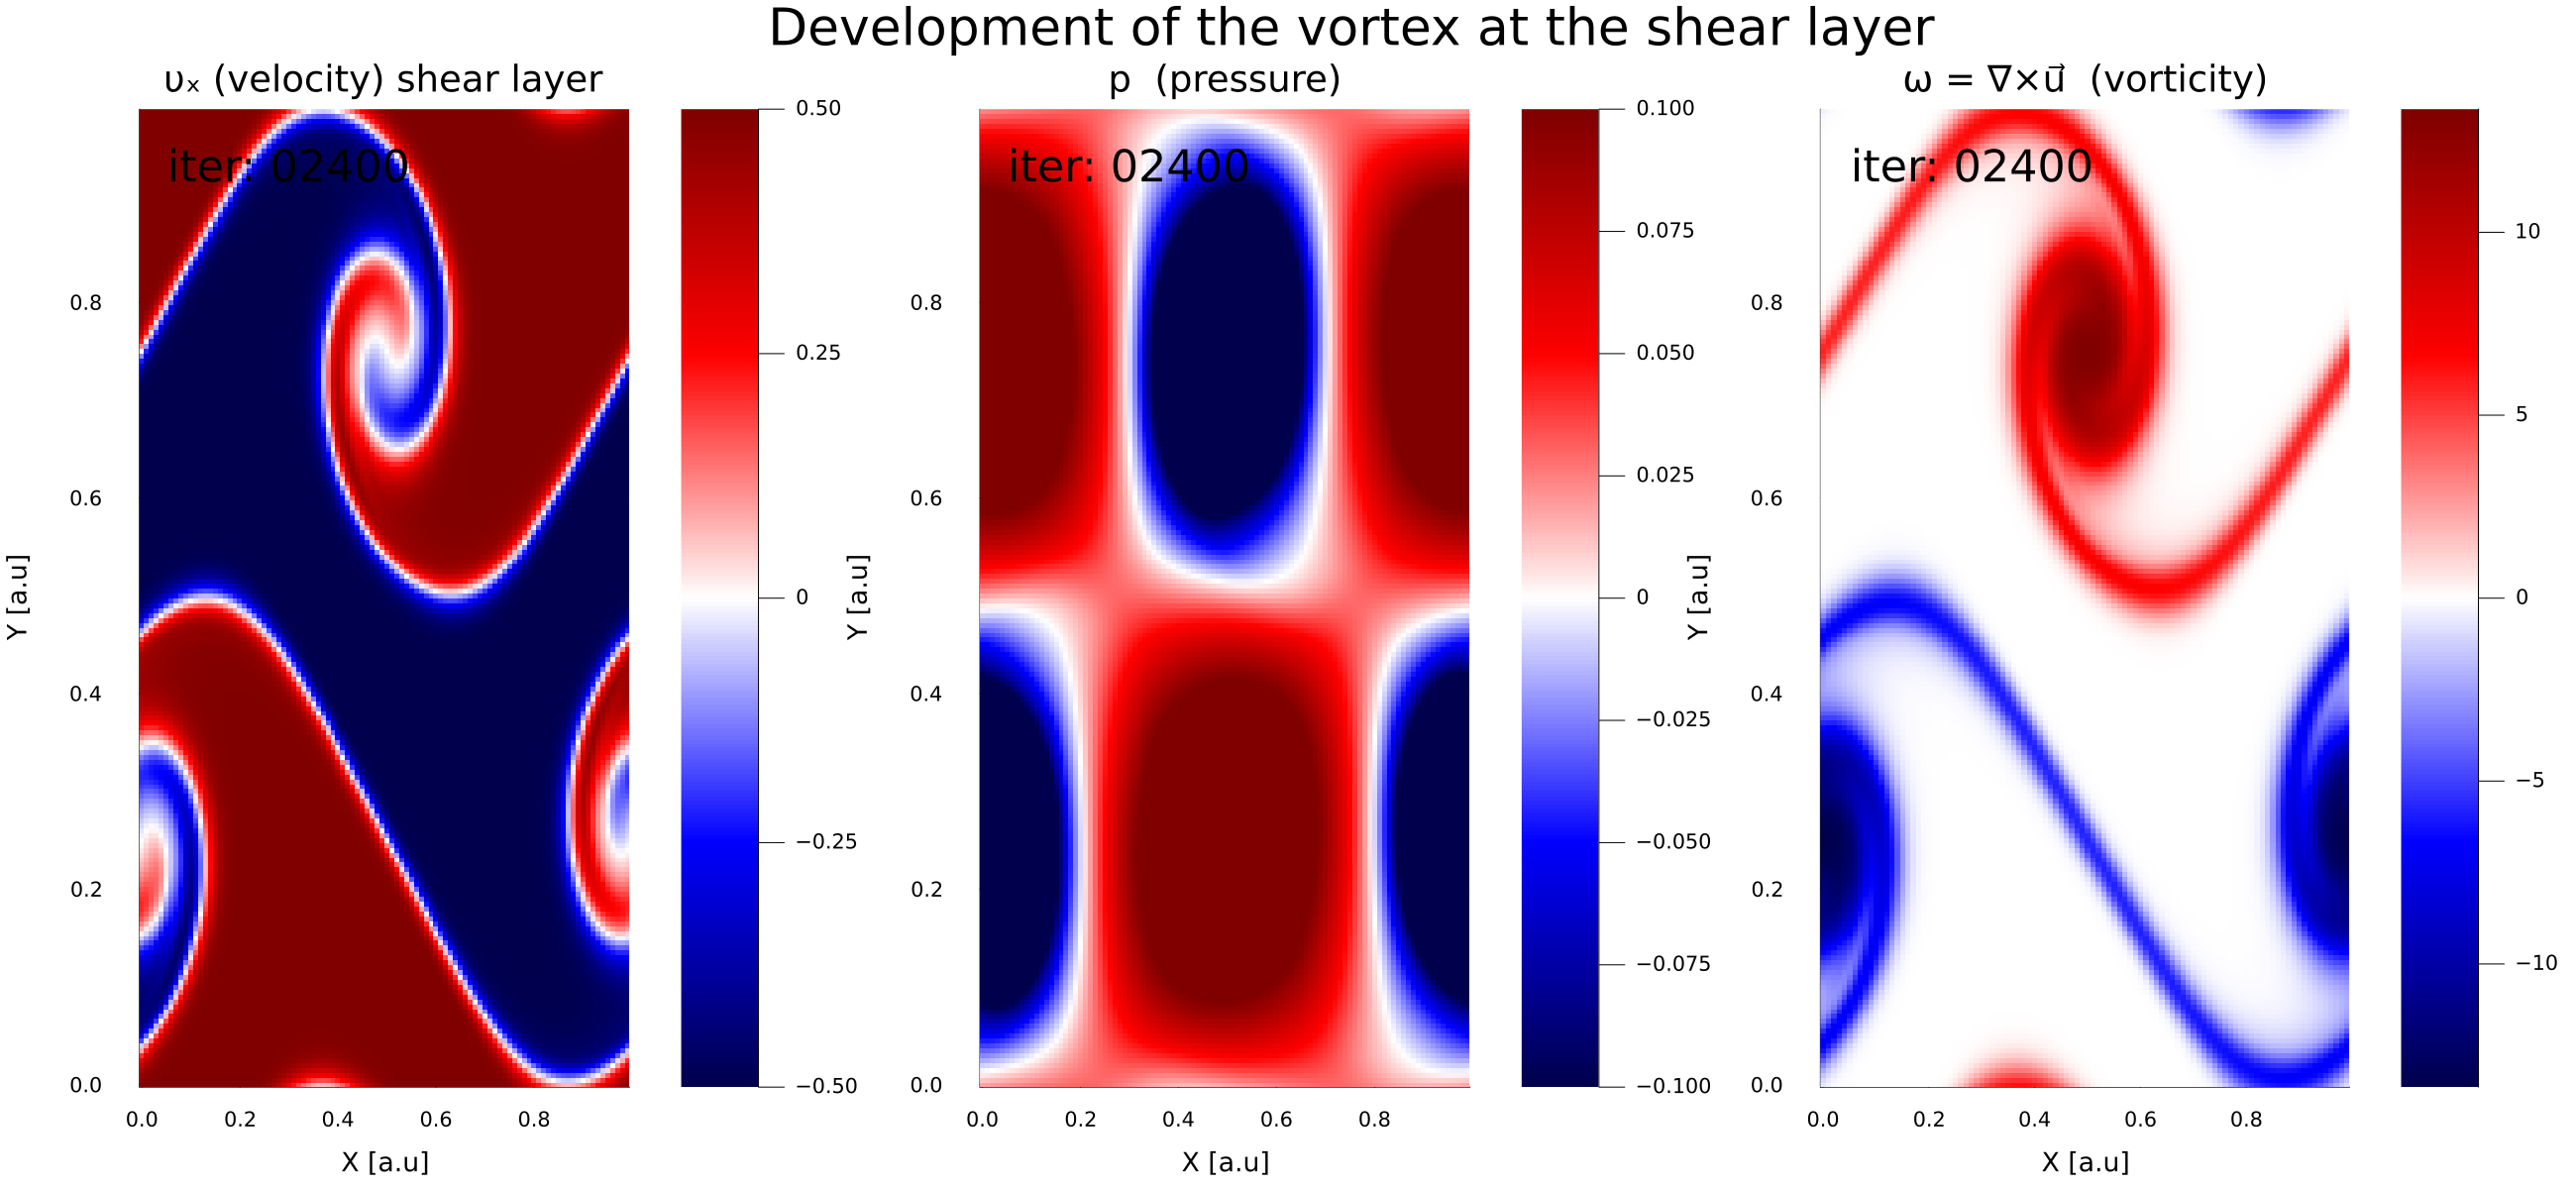 Development of the vortex at the shear layer
υₓ (velocity) shear layer
p (pressure)
ω = ∇×u⃗ (vorticity)
iter: 02400
iter: 02400
iter: 02400
Y [a.u]
0.8
0.6
0.4
0.2
0.0
0.0 0.2 0.4 0.6 0.8
X [a.u]
0.50
0.25
0
−0.25
−0.50
Y [a.u]
0.8
0.6
0.4
0.2
0.0
0.0 0.2 0.4 0.6 0.8
X [a.u]
0.100
0.075
0.050
0.025
0
−0.025
−0.050
−0.075
−0.100
Y [a.u]
0.8
0.6
0.4
0.2
0.0
0.0 0.2 0.4 0.6 0.8
X [a.u]
10
5
0
−5
−10